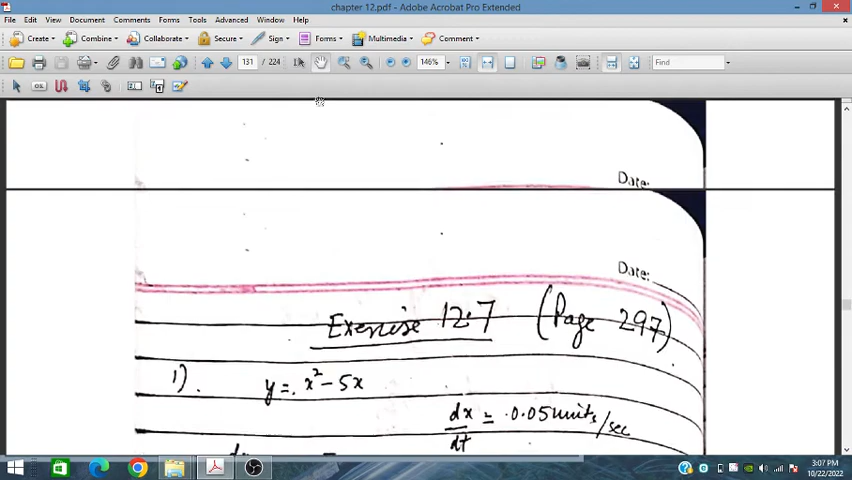 chapter 12.pdf - Adobe Acrobat Pro Extended
File Edit View Document Comments Forms Tools Advanced Window Help
Create Combine Collaborate Secure Sign Forms Multimedia Comment
131 / 224 146% Find
Date:
Date:
Exercise 12.7 (Page 297)
1). y = x² - 5x
dx/dt = 0.05 units/sec
3:07 PM
10/22/2022